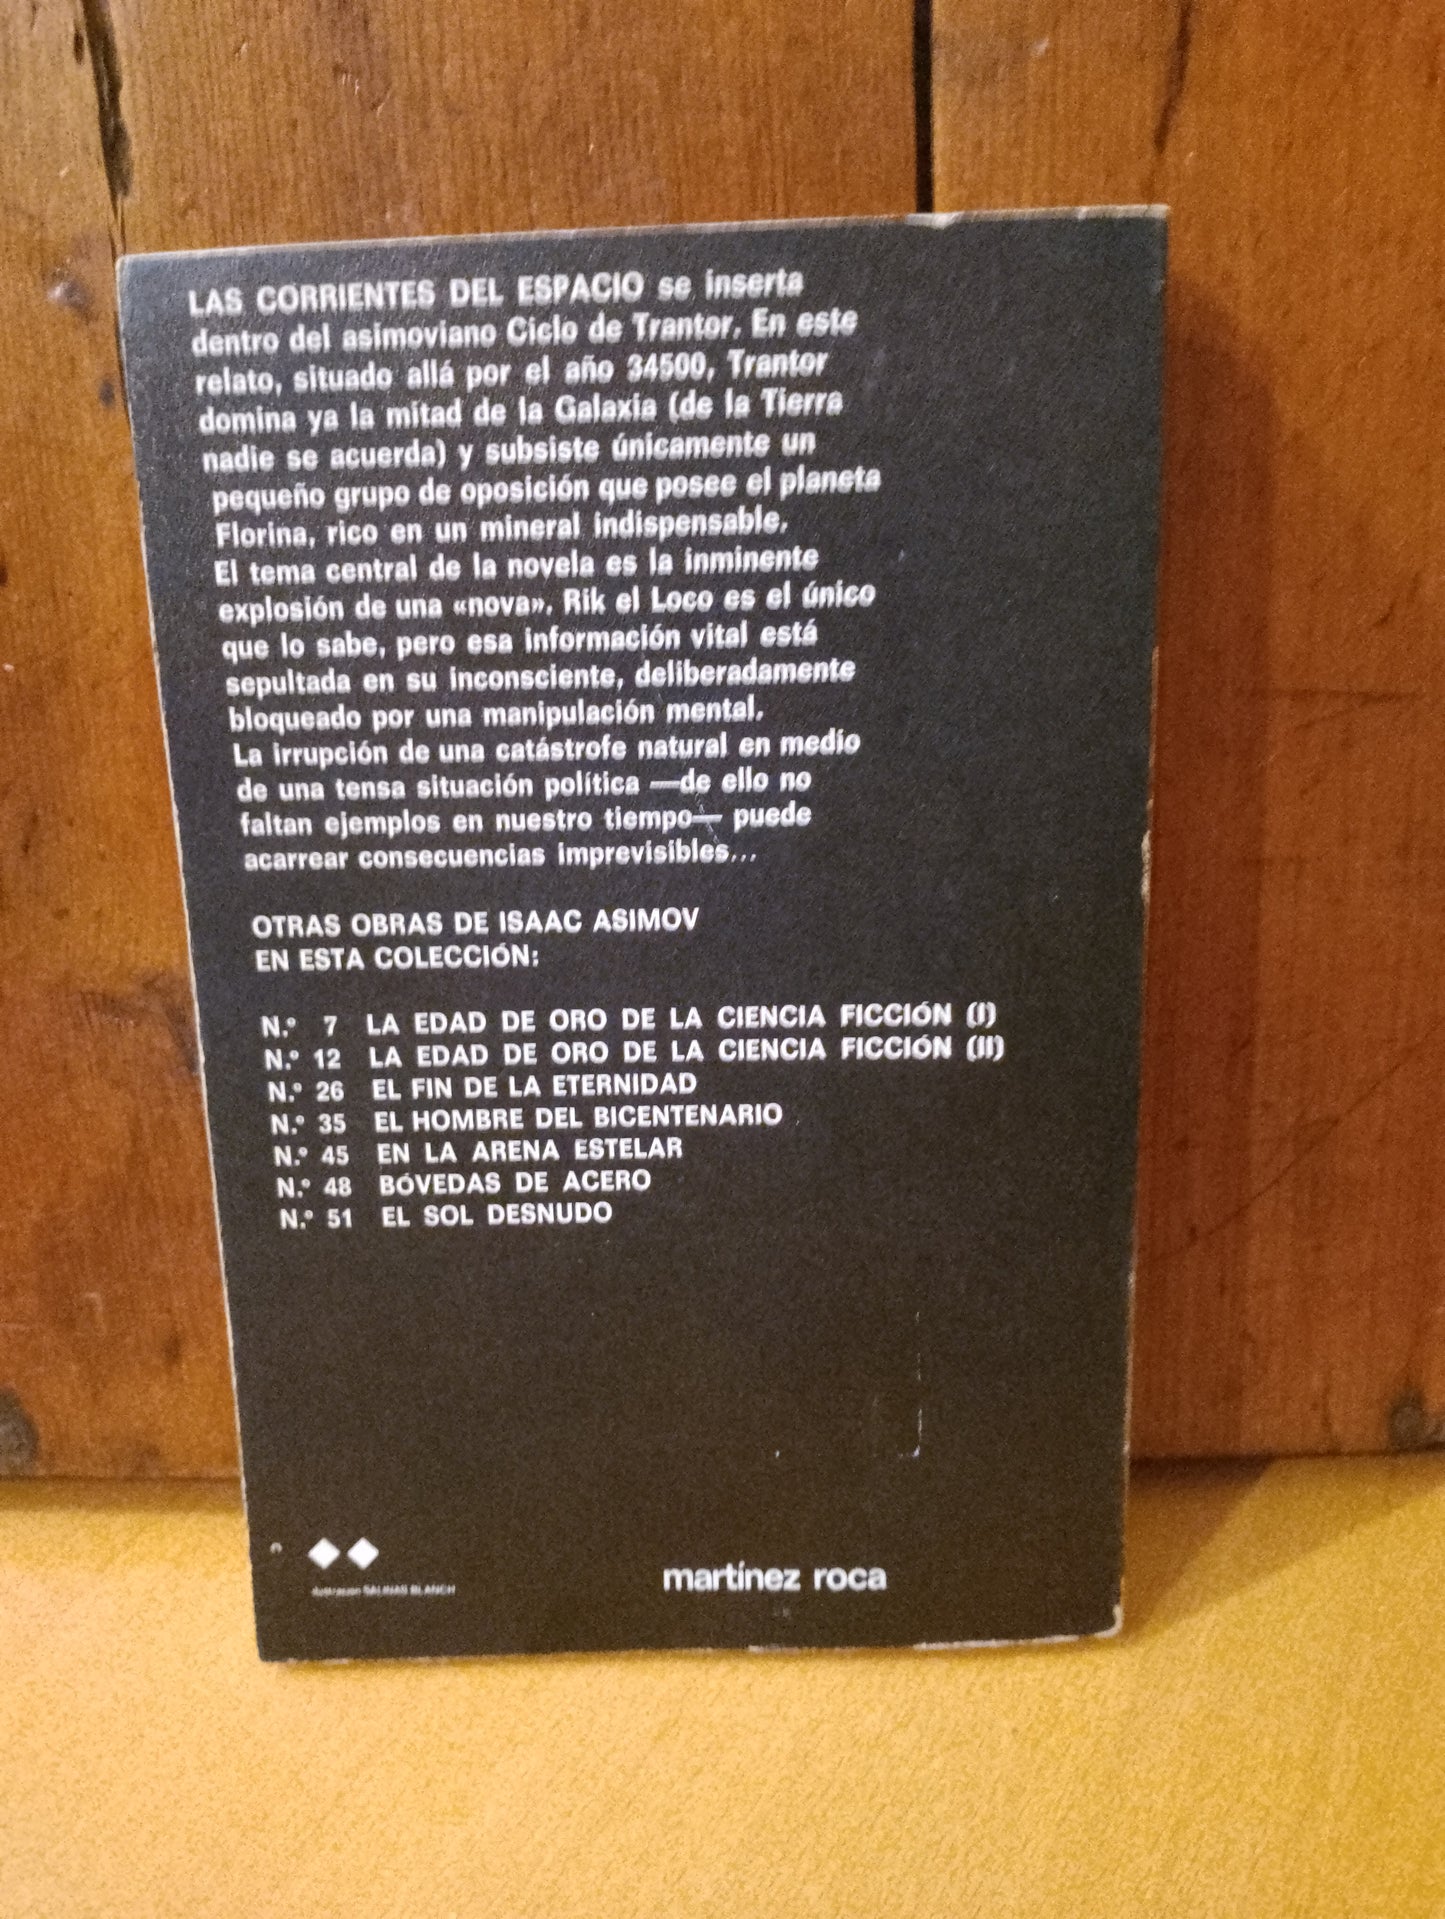 LAS CORRIENTES DEL ESPACIO se inserta
dentro del asimoviano Ciclo de Trantor. En este
relato, situado allá por el año 34500, Trantor
domina ya la mitad de la Galaxia (de la Tierra
nadie se acuerda) y subsiste únicamente un
pequeño grupo de oposición que posee el planeta
Florina, rico en un mineral indispensable.
El tema central de la novela es la inminente
explosión de una «nova». Rik el Loco es el único
que lo sabe, pero esa información vital está
sepultada en su inconsciente, deliberadamente
bloqueado por una manipulación mental.
La irrupción de una catástrofe natural en medio
de una tensa situación política —de ello no
faltan ejemplos en nuestro tiempo— puede
acarrear consecuencias imprevisibles...
OTRAS OBRAS DE ISAAC ASIMOV
EN ESTA COLECCIÓN:
N.º 7 LA EDAD DE ORO DE LA CIENCIA FICCIÓN (I)
N.º 12 LA EDAD DE ORO DE LA CIENCIA FICCIÓN (II)
N.º 26 EL FIN DE LA ETERNIDAD
N.º 35 EL HOMBRE DEL BICENTENARIO
N.º 45 EN LA ARENA ESTELAR
N.º 48 BÓVEDAS DE ACERO
N.º 51 EL SOL DESNUDO
ilustración SALINAS BLANCH
martínez roca